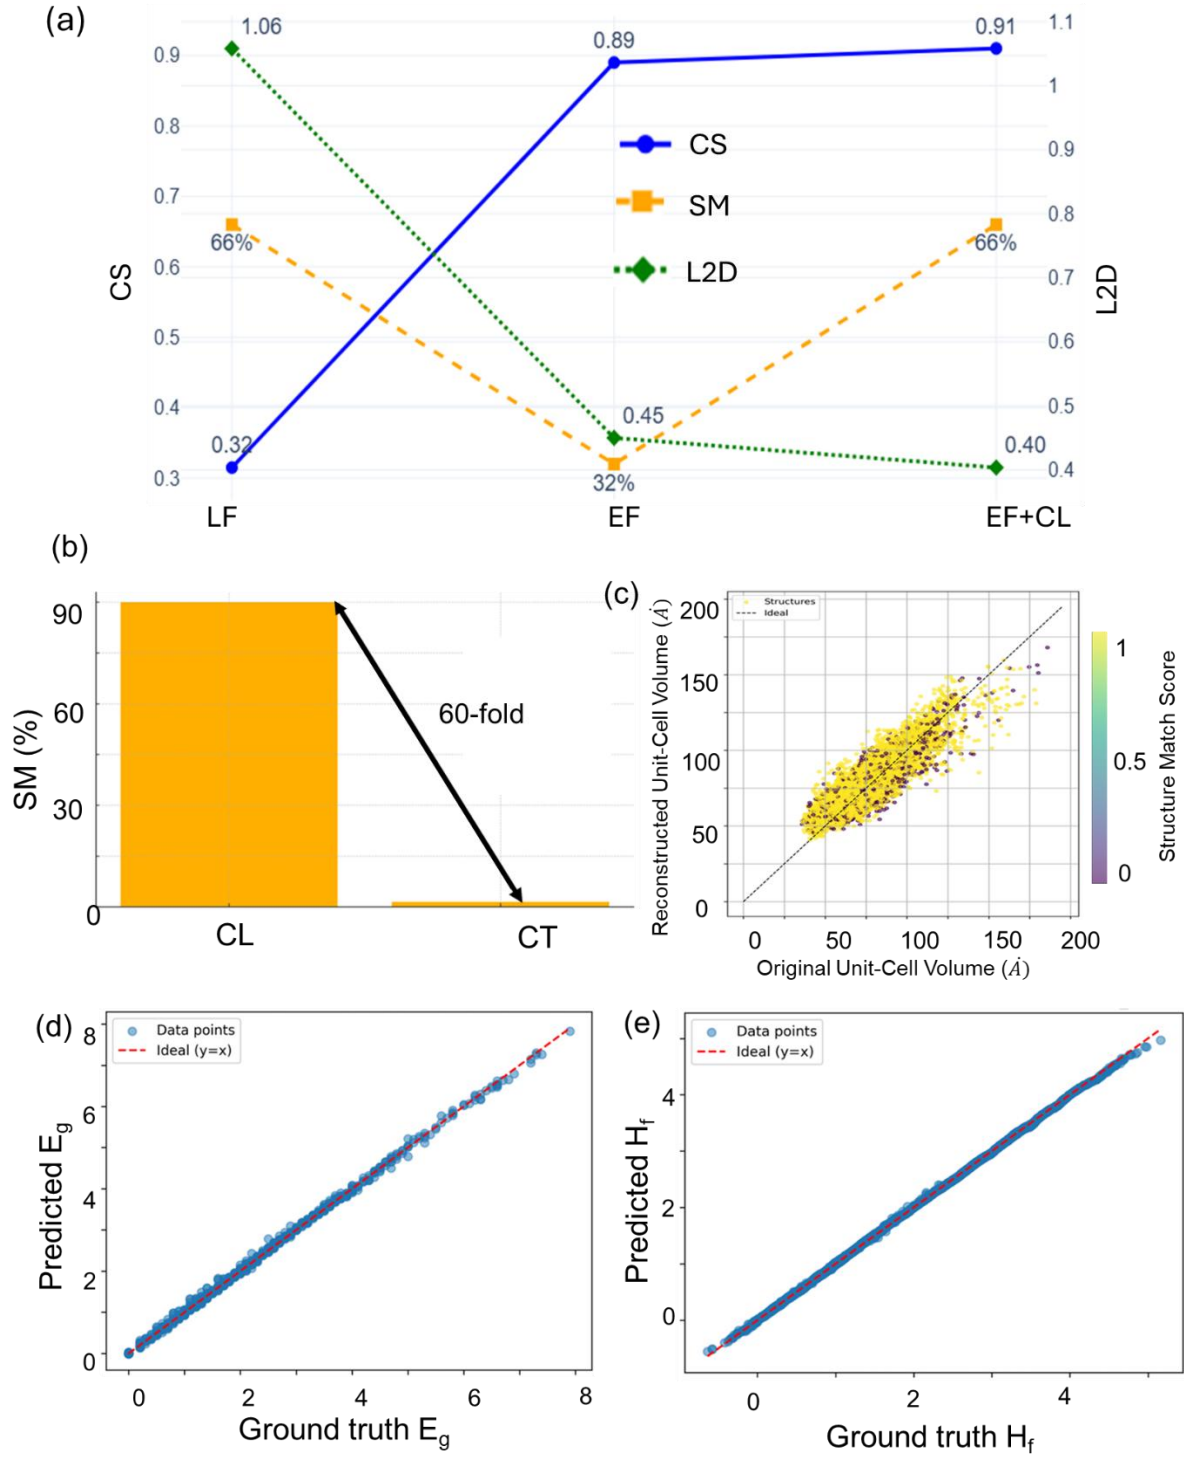 (a)
1.06
0.89
0.91
1.1
0.9
1
0.8
CS
0.9
0.7
SM
0.8
66%
66%
0.6
L2D
0.7
CS
L2D
0.5
0.6
0.4
0.45
0.5
0.32
0.40
0.3
32%
0.4
LF
EF
EF+CL
(b)
90
60
30
0
SM (%)
60-fold
CL
CT
(c)
200
150
100
50
0
Reconstructed Unit-Cell Volume (Å)
Structures
Ideal
0
50
100
150
200
Original Unit-Cell Volume (Å)
1
0.5
0
Structure Match Score
(d)
8
6
4
2
0
Predicted Eg
Data points
Ideal (y=x)
0
2
4
6
8
Ground truth Eg
(e)
4
2
0
Predicted Hf
Data points
Ideal (y=x)
0
2
4
Ground truth Hf